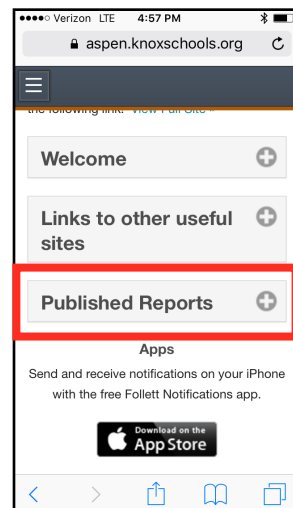 Verizon LTE 4:57 PM
aspen.knoxschools.org
the following link: View Full Site »
Welcome
Links to other useful
sites
Published Reports
Apps
Send and receive notifications on your iPhone
with the free Follett Notifications app.
Download on the
App Store